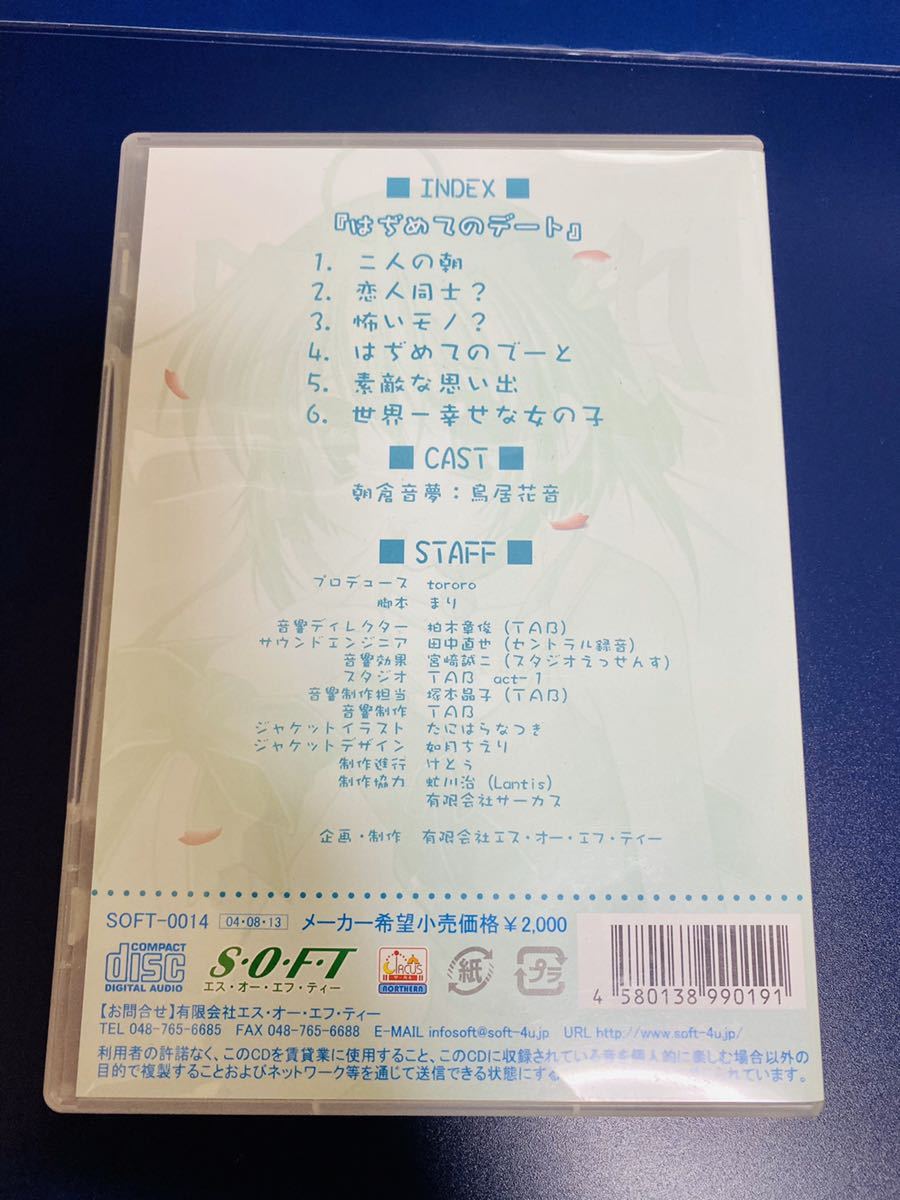 ■ INDEX ■
『はぢめてのデート』
1. 二人の朝
2. 恋人同士?
3. 怖いモノ?
4. はぢめてのでーと
5. 素敵な思い出
6. 世界一幸せな女の子
■ CAST ■
朝倉音夢:鳥居花音
■ STAFF ■
プロデュース tororo
脚本 まり
音響ディレクター 柏木章俊 (TAB)
サウンドエンジニア 田中直也 (セントラル録音)
音響効果 宮崎誠二 (スタジオえっせんす)
スタジオ TAB act-1
音響制作担当 塚本晶子 (TAB)
音響制作 TAB
ジャケットイラスト たにはらなつき
ジャケットデザイン 如月ちえり
制作進行 けとぅ
制作協力 虻川治 (Lantis)
有限会社サーカス
企画・制作 有限会社エス・オー・エフ・ティー
SOFT-0014 04・08・13 メーカー希望小売価格¥2,000
COMPACT disc DIGITAL AUDIO
S・O・F・T
エス・オー・エフ・ティー
CIRCUS
NORTHERN
紙
プラ
4 580138 990191
【お問合せ】有限会社エス・オー・エフ・ティー
TEL 048-765-6685 FAX 048-765-6688 E-MAIL infosoft@soft-4u.jp URL http://www.soft-4u.jp/
利用者の許諾なく、このCDを賃貸業に使用すること、このCDに収録されている音を個人的に楽しむ場合以外の
目的で複製することおよびネットワーク等を通じて送信できる状態にする られています。